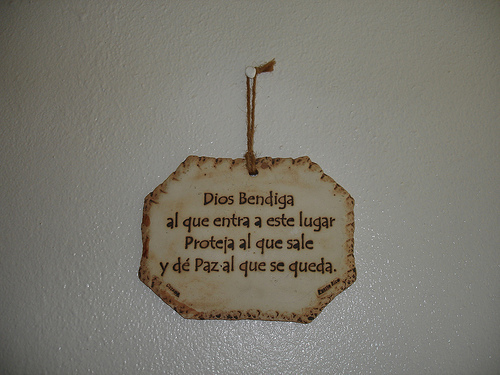 Dios Bendiga
al que entra a este lugar
Proteja al que sale
y dé Paz al que se queda.